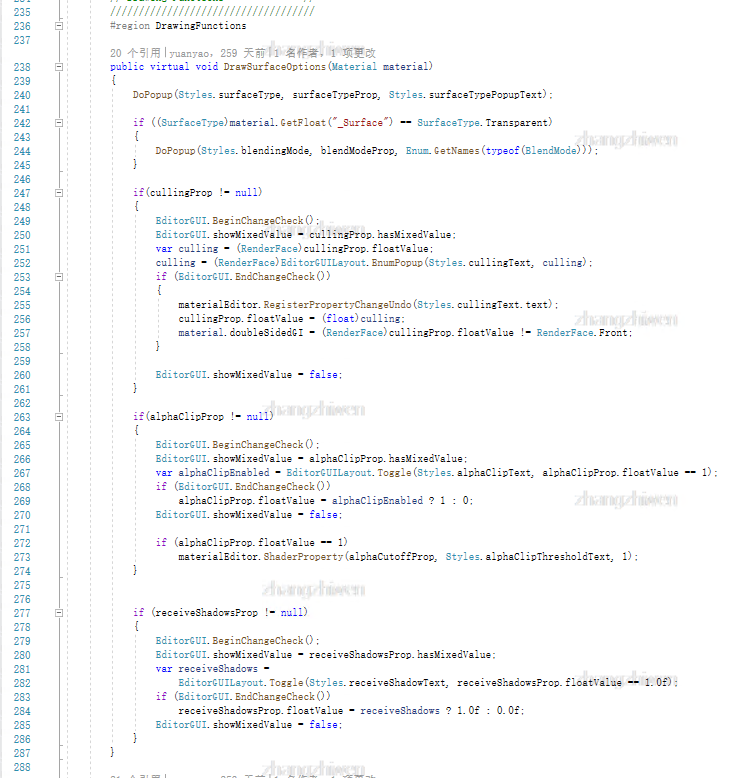 235 ////////////////////////////////////
236 #region DrawingFunctions
237
20 个引用|yuanyao，259 天前|1 名作者，1 项更改
238 public virtual void DrawSurfaceOptions(Material material)
239 {
240 DoPopup(Styles.surfaceType, surfaceTypeProp, Styles.surfaceTypePopupText);
241
242 if ((SurfaceType)material.GetFloat("_Surface") == SurfaceType.Transparent)
243 {
244 DoPopup(Styles.blendingMode, blendModeProp, Enum.GetNames(typeof(BlendMode)));
245 }
246
247 if(cullingProp != null)
248 {
249 EditorGUI.BeginChangeCheck();
250 EditorGUI.showMixedValue = cullingProp.hasMixedValue;
251 var culling = (RenderFace)cullingProp.floatValue;
252 culling = (RenderFace)EditorGUILayout.EnumPopup(Styles.cullingText, culling);
253 if (EditorGUI.EndChangeCheck())
254 {
255 materialEditor.RegisterPropertyChangeUndo(Styles.cullingText.text);
256 cullingProp.floatValue = (float)culling;
257 material.doubleSidedGI = (RenderFace)cullingProp.floatValue != RenderFace.Front;
258 }
259
260 EditorGUI.showMixedValue = false;
261 }
262
263 if(alphaClipProp != null)
264 {
265 EditorGUI.BeginChangeCheck();
266 EditorGUI.showMixedValue = alphaClipProp.hasMixedValue;
267 var alphaClipEnabled = EditorGUILayout.Toggle(Styles.alphaClipText, alphaClipProp.floatValue == 1);
268 if (EditorGUI.EndChangeCheck())
269 alphaClipProp.floatValue = alphaClipEnabled ? 1 : 0;
270 EditorGUI.showMixedValue = false;
271
272 if (alphaClipProp.floatValue == 1)
273 materialEditor.ShaderProperty(alphaCutoffProp, Styles.alphaClipThresholdText, 1);
274 }
275
276
277 if (receiveShadowsProp != null)
278 {
279 EditorGUI.BeginChangeCheck();
280 EditorGUI.showMixedValue = receiveShadowsProp.hasMixedValue;
281 var receiveShadows =
282 EditorGUILayout.Toggle(Styles.receiveShadowText, receiveShadowsProp.floatValue == 1.0f);
283 if (EditorGUI.EndChangeCheck())
284 receiveShadowsProp.floatValue = receiveShadows ? 1.0f : 0.0f;
285 EditorGUI.showMixedValue = false;
286 }
287 }
288
zhangzhiwen
zhangzhiwen
zhangzhiwen
zhangzhiwen
zhangzhiwen
zhangzhiwen
zhangzhiwen
zhangzhiwen